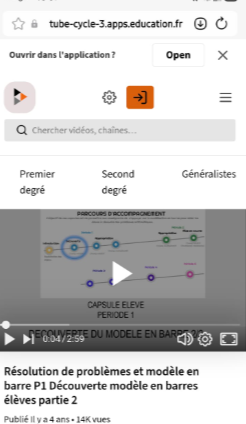 tube-cycle-3.apps.education.fr
Ouvrir dans l'application ?
Open
Chercher vidéos, chaînes...
Premier degré
Second degré
Généralistes
PARCOURS D'ACCOMPAGNEMENT
CAPSULE ELEVE
PERIODE 1
DECOUVERTE DU MODELE EN BARRE
0:04 / 2:59
Résolution de problèmes et modèle en
barre P1 Découverte modèle en barres
élèves partie 2
Publié Il y a 4 ans • 14K vues